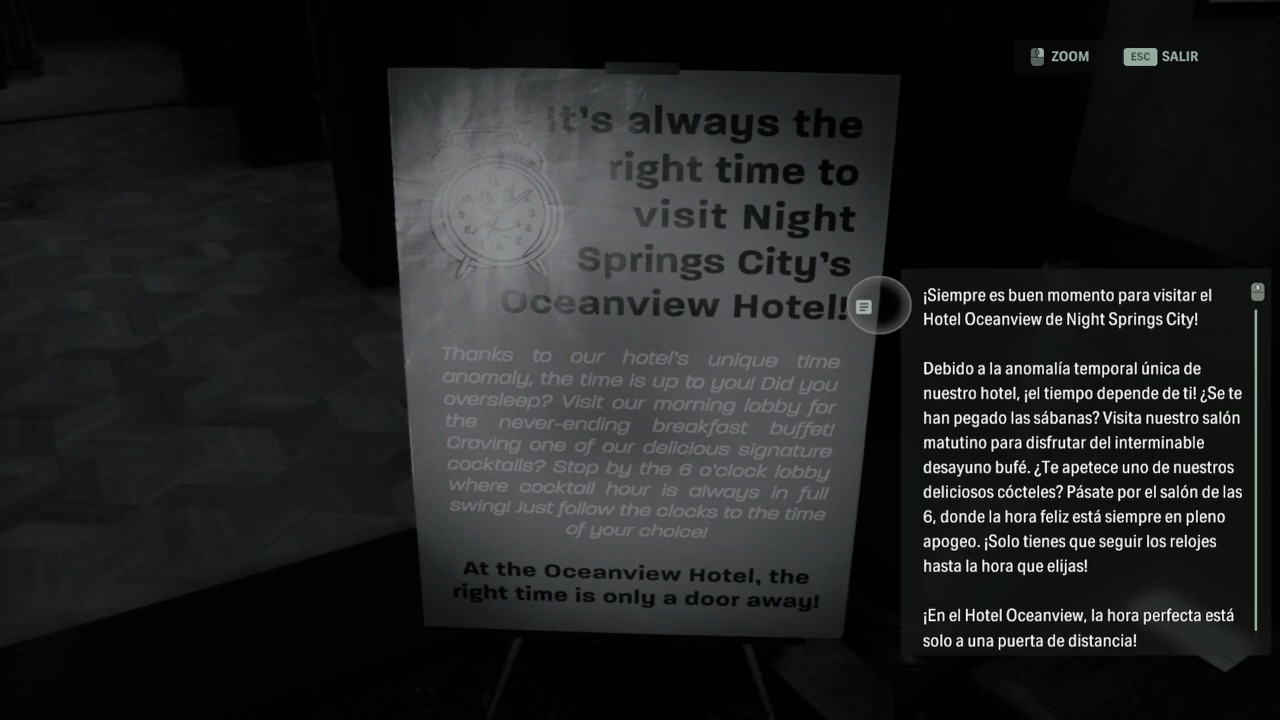 ZOOM
ESC SALIR
It's always the
right time to
visit Night
Springs City's
Oceanview Hotel!
Thanks to our hotel's unique time
anomaly, the time is up to you! Did you
oversleep? Visit our morning lobby for
the never-ending breakfast buffet!
Craving one of our delicious signature
cocktails? Stop by the 6 o'clock lobby
where cocktail hour is always in full
swing! Just follow the clocks to the time
of your choice!
At the Oceanview Hotel, the
right time is only a door away!
¡Siempre es buen momento para visitar el
Hotel Oceanview de Night Springs City!
Debido a la anomalía temporal única de
nuestro hotel, ¡el tiempo depende de ti! ¿Se te
han pegado las sábanas? Visita nuestro salón
matutino para disfrutar del interminable
desayuno bufé. ¿Te apetece uno de nuestros
deliciosos cócteles? Pásate por el salón de las
6, donde la hora feliz está siempre en pleno
apogeo. ¡Solo tienes que seguir los relojes
hasta la hora que elijas!
¡En el Hotel Oceanview, la hora perfecta está
solo a una puerta de distancia!